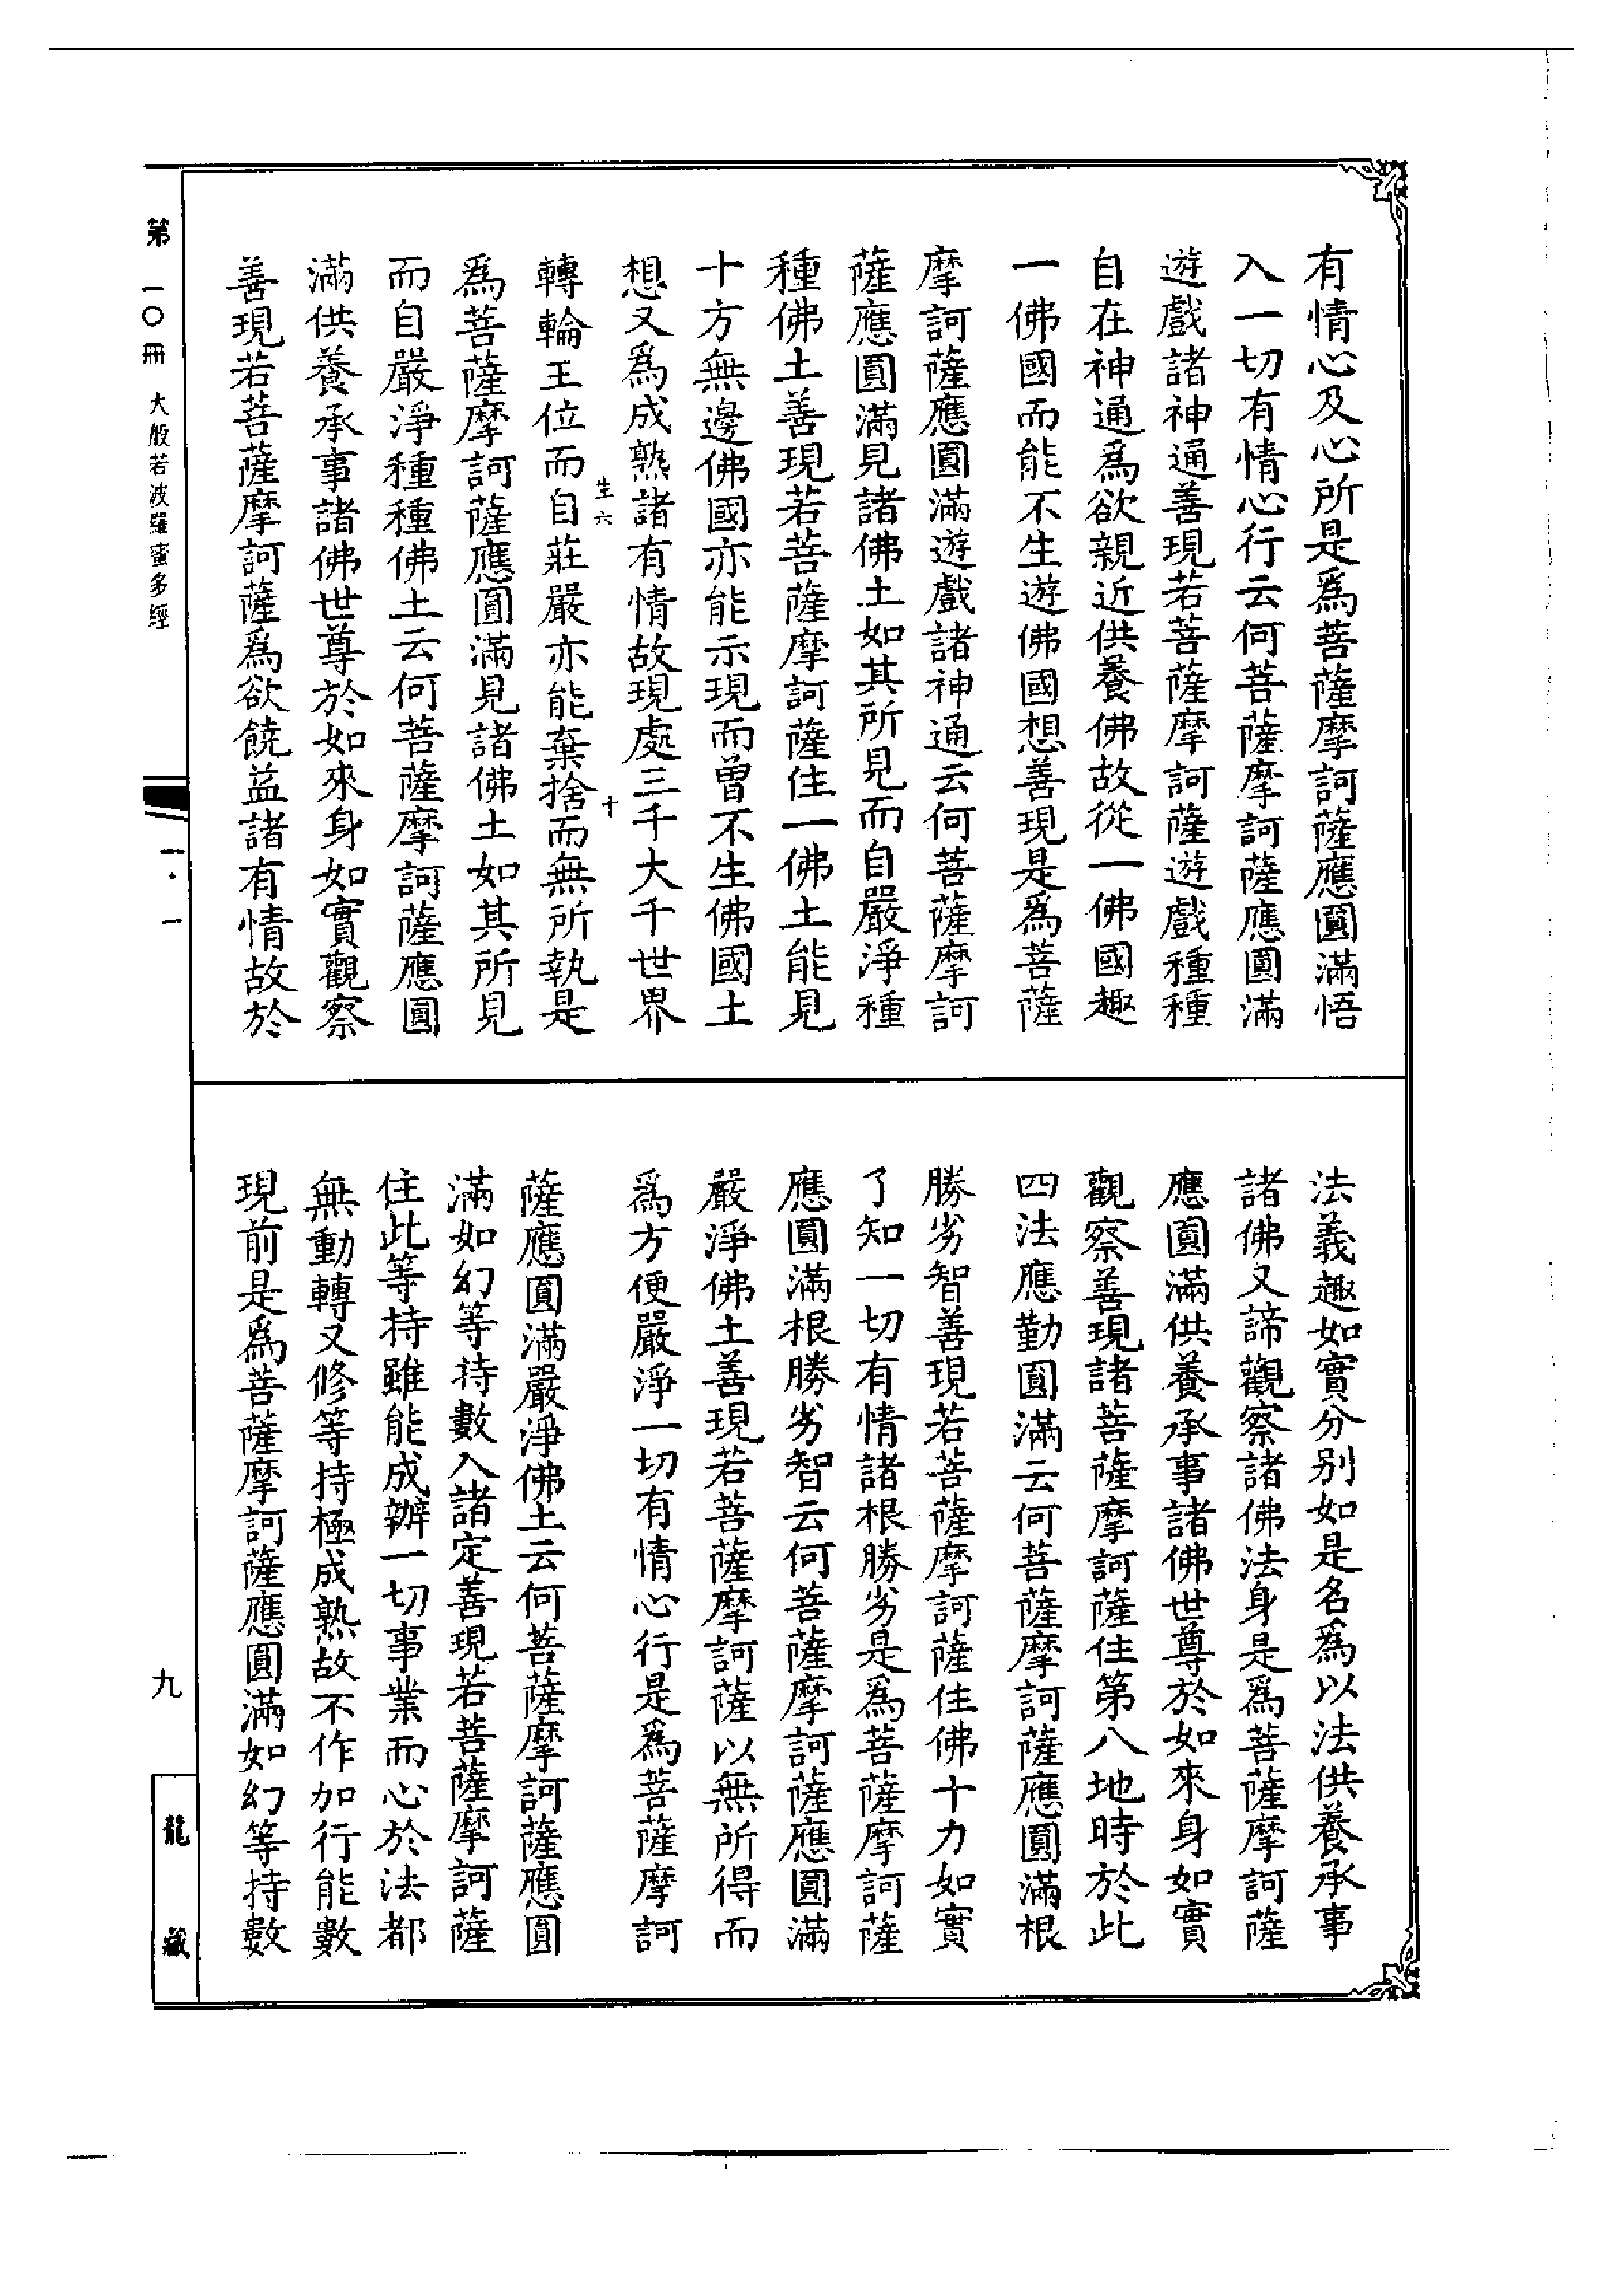 有情心及心所是爲菩薩摩訶薩應圓滿悟
入一切有情心行云何菩薩摩訶薩應圓滿
遊戲諸神通善現若菩薩摩訶薩遊戲種種
自在神通爲欲親近供養佛故從一佛國趣
一佛國而能不生遊佛國想善現是爲菩薩
摩訶薩應圓滿遊戲諸神通云何菩薩摩訶
薩應圓滿見諸佛土如其所見而自嚴淨種
種佛土善現若菩薩摩訶薩住一佛土能見
十方無邊佛國亦能示現而曾不生佛國土
想又爲成熟諸有情故現處三千大千世界
生六
十
轉輪王位而自莊嚴亦能棄捨而無所執是
爲菩薩摩訶薩應圓滿見諸佛土如其所見
而自嚴淨種種佛土云何菩薩摩訶薩應圓
滿供養承事諸佛世尊於如來身如實觀察
善現若菩薩摩訶薩爲欲饒益諸有情故於
法義趣如實分别如是名爲以法供養承事
諸佛又諦觀察諸佛法身是爲菩薩摩訶薩
應圓滿供養承事諸佛世尊於如來身如實
觀察善現諸菩薩摩訶薩住第八地時於此
四法應勤圓滿云何菩薩摩訶薩應圓滿根
勝劣智善現若菩薩摩訶薩住佛十力如實
了知一切有情諸根勝劣是爲菩薩摩訶薩
應圓滿根勝劣智云何菩薩摩訶薩應圓滿
嚴淨佛土善現若菩薩摩訶薩以無所得而
爲方便嚴淨一切有情心行是爲菩薩摩訶
薩應圓滿嚴淨佛土云何菩薩摩訶薩應圓
滿如幻等持數入諸定善現若菩薩摩訶薩
住此等持雖能成辦一切事業而心於法都
無動轉又修等持極成熟故不作加行能數
現前是爲菩薩摩訶薩應圓滿如幻等持數
第一〇冊 大般若波羅蜜多經
一·一
九
龍藏